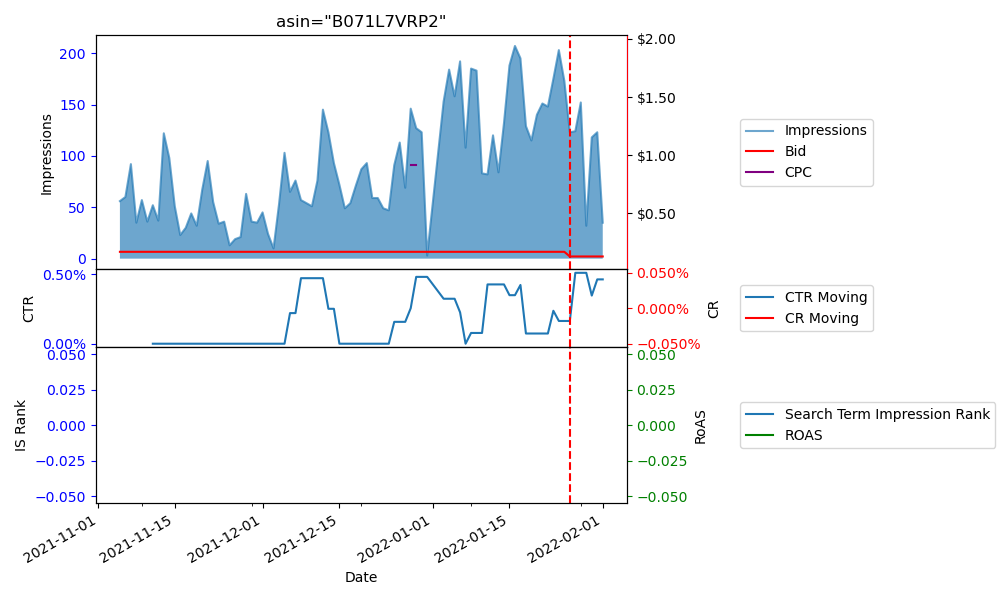 asin="B071L7VRP2"
200
150
100
50
0
Impressions
$2.00
$1.50
$1.00
$0.50
Impressions
Bid
CPC
0.50%
0.00%
CTR
0.050%
0.000%
−0.050%
CR
CTR Moving
CR Moving
0.050
0.025
0.000
−0.025
−0.050
IS Rank
0.050
0.025
0.000
−0.025
−0.050
RoAS
Search Term Impression Rank
ROAS
2021-11-01
2021-11-15
2021-12-01
2021-12-15
2022-01-01
2022-01-15
2022-02-01
Date